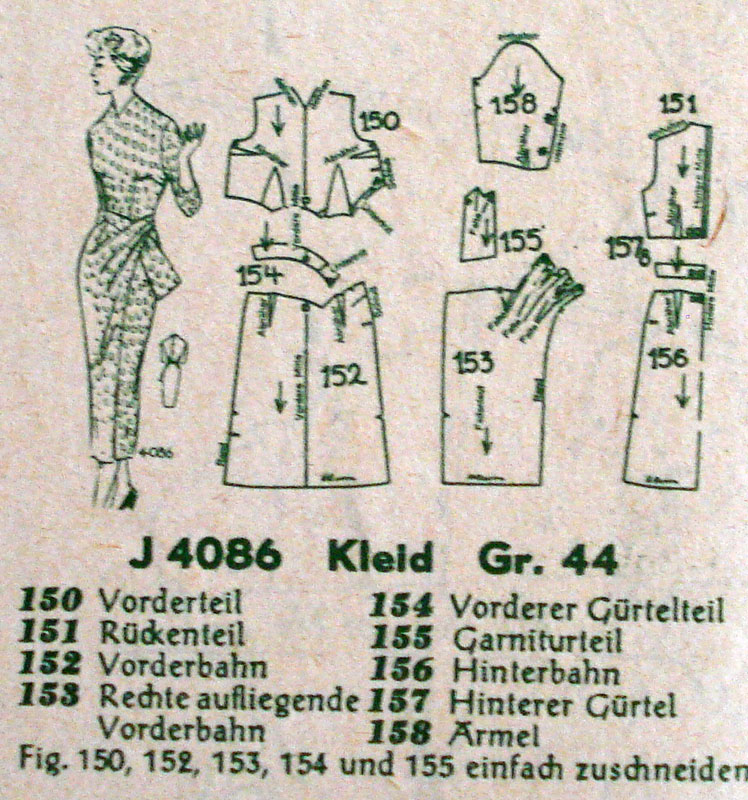 150
158
151
154
155
157
152
153
156
4086
J 4086 Kleid Gr. 44
150 Vorderteil
151 Rückenteil
152 Vorderbahn
153 Rechte aufliegende
Vorderbahn
154 Vorderer Gürtelteil
155 Garniturteil
156 Hinterbahn
157 Hinterer Gürtel
158 Ärmel
Fig. 150, 152, 153, 154 und 155 einfach zuschneiden